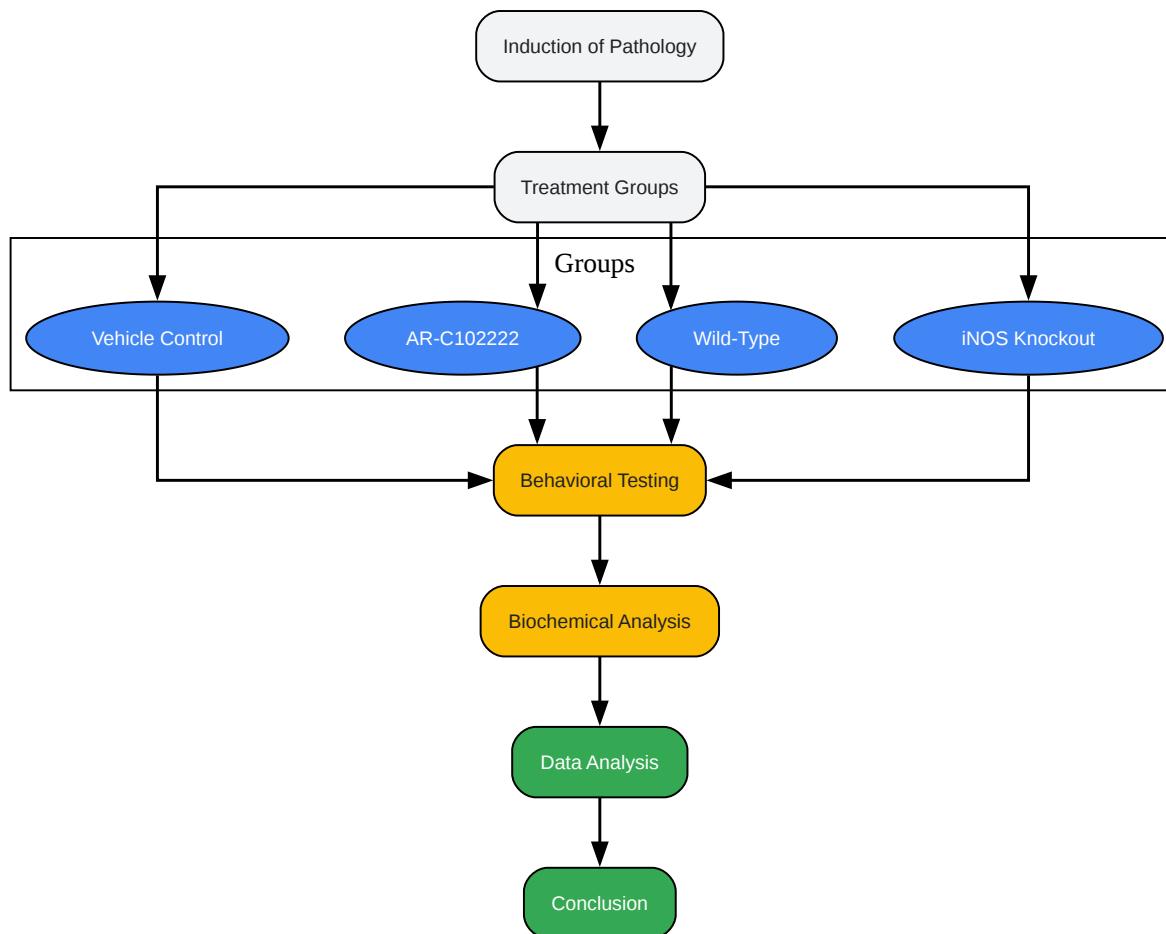 Induction of Pathology
Treatment Groups
Groups
Vehicle Control
AR-C102222
Wild-Type
iNOS Knockout
Behavioral Testing
Biochemical Analysis
Data Analysis
Conclusion